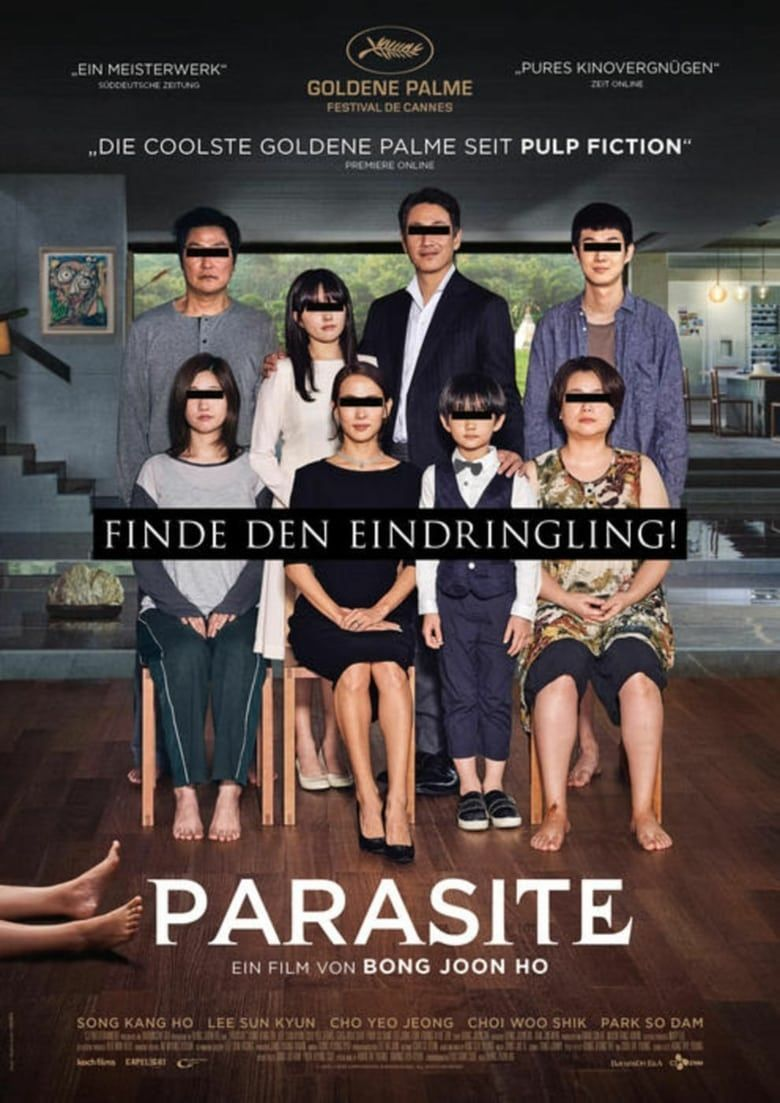 GOLDENE PALME
FESTIVAL DE CANNES
„EIN MEISTERWERK“
SÜDDEUTSCHE ZEITUNG
„PURES KINOVERGNÜGEN“
ZEIT ONLINE
„DIE COOLSTE GOLDENE PALME SEIT PULP FICTION“
PREMIERE ONLINE
FINDE DEN EINDRINGLING!
PARASITE
EIN FILM VON BONG JOON HO
SONG KANG HO LEE SUN KYUN CHO YEO JEONG CHOI WOO SHIK PARK SO DAM
kochfilms CAPELIGHT